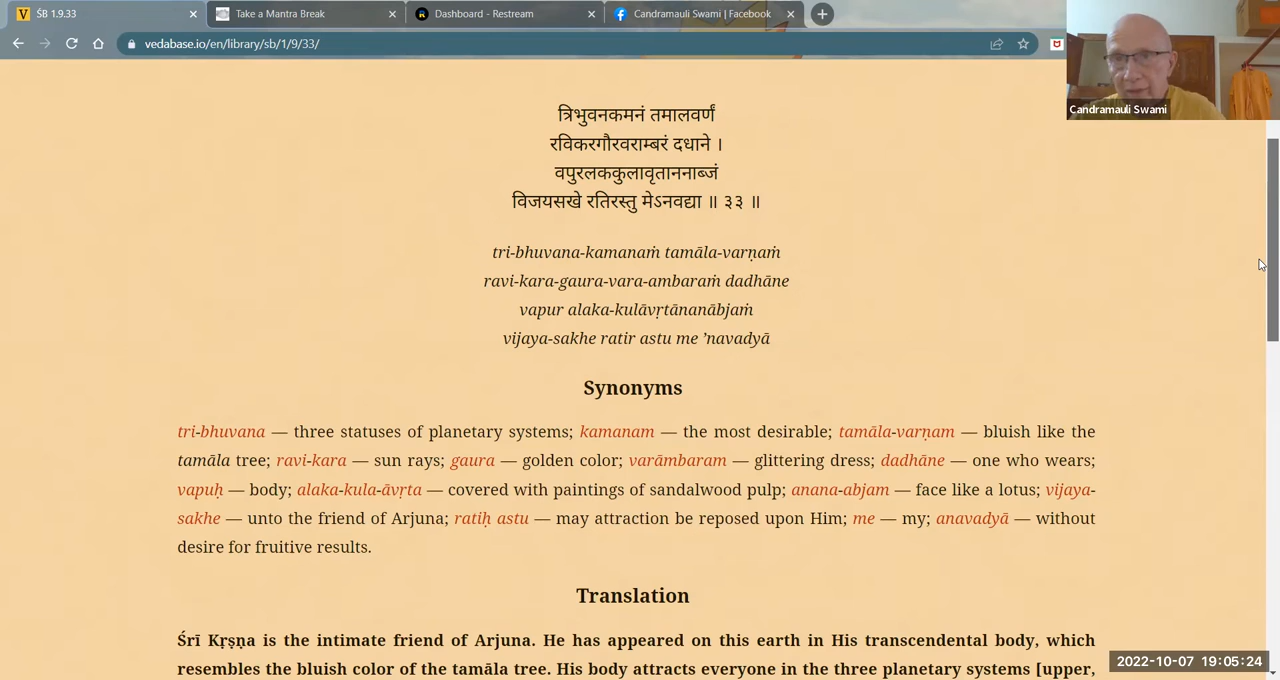 ŚB 1.9.33
Take a Mantra Break
Dashboard - Restream
Candramauli Swami | Facebook
vedabase.io/en/library/sb/1/9/33/
Candramauli Swami
त्रिभुवनकमनं तमालवर्णं
रविकरगौरवराम्बरं दधाने ।
वपुरलककुलावृताननाब्जं
विजयसखे रतिरस्तु मेऽनवद्या ॥ ३३ ॥
tri-bhuvana-kamanaṁ tamāla-varṇaṁ
ravi-kara-gaura-vara-ambaraṁ dadhāne
vapur alaka-kulāvṛtānanābjaṁ
vijaya-sakhe ratir astu me ’navadyā
Synonyms
tri-bhuvana — three statuses of planetary systems; kamanam — the most desirable; tamāla-varṇam — bluish like the
tamāla tree; ravi-kara — sun rays; gaura — golden color; varāmbaram — glittering dress; dadhāne — one who wears;
vapuḥ — body; alaka-kula-āvṛta — covered with paintings of sandalwood pulp; anana-abjam — face like a lotus; vijaya-
sakhe — unto the friend of Arjuna; ratiḥ astu — may attraction be reposed upon Him; me — my; anavadyā — without
desire for fruitive results.
Translation
Śrī Kṛṣṇa is the intimate friend of Arjuna. He has appeared on this earth in His transcendental body, which
resembles the bluish color of the tamāla tree. His body attracts everyone in the three planetary systems [upper,
2022-10-07 19:05:24